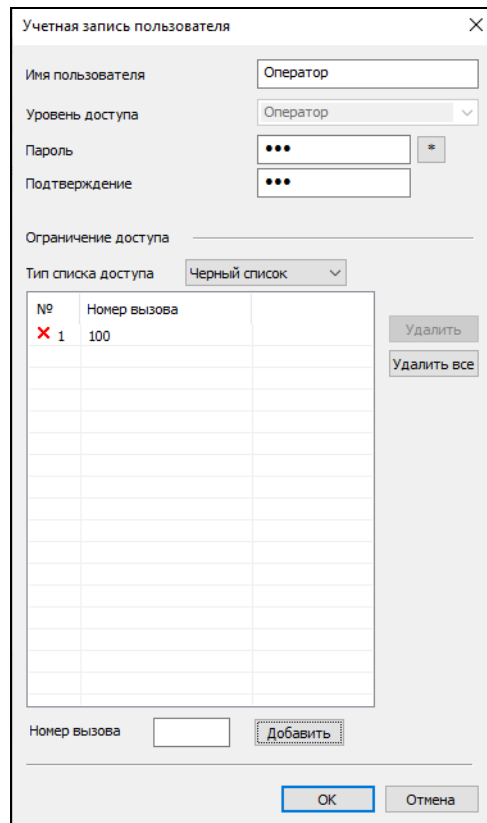 Учетная запись пользователя
Имя пользователя Оператор
Уровень доступа Оператор
Пароль ●●● *
Подтверждение ●●●
Ограничение доступа
Тип списка доступа Черный список
№ Номер вызова
1 100
Удалить
Удалить все
Номер вызова Добавить
OK Отмена